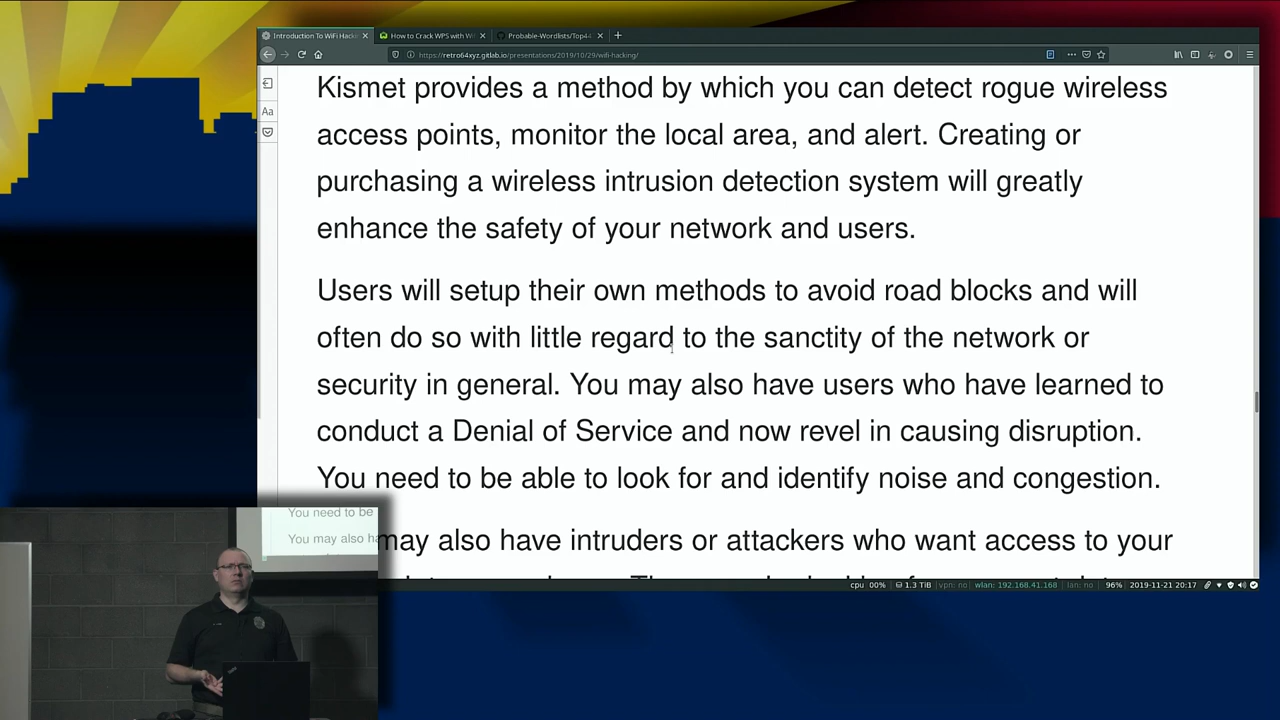 Introduction To WiFi Hack
How to Crack WPS with Wi
Probable-Wordlists/Top4
https://retro64xyz.gitlab.io/presentations/2019/10/29/wifi-hacking/
Aa
Kismet provides a method by which you can detect rogue wireless
access points, monitor the local area, and alert. Creating or
purchasing a wireless intrusion detection system will greatly
enhance the safety of your network and users.
Users will setup their own methods to avoid road blocks and will
often do so with little regard to the sanctity of the network or
security in general. You may also have users who have learned to
conduct a Denial of Service and now revel in causing disruption.
You need to be able to look for and identify noise and congestion.
may also have intruders or attackers who want access to your
You need to be
You may also ha
cpu 00% 1.3 TiB vpn: no wlan: 192.168.41.168 lan: no 96% 2019-11-21 20:17